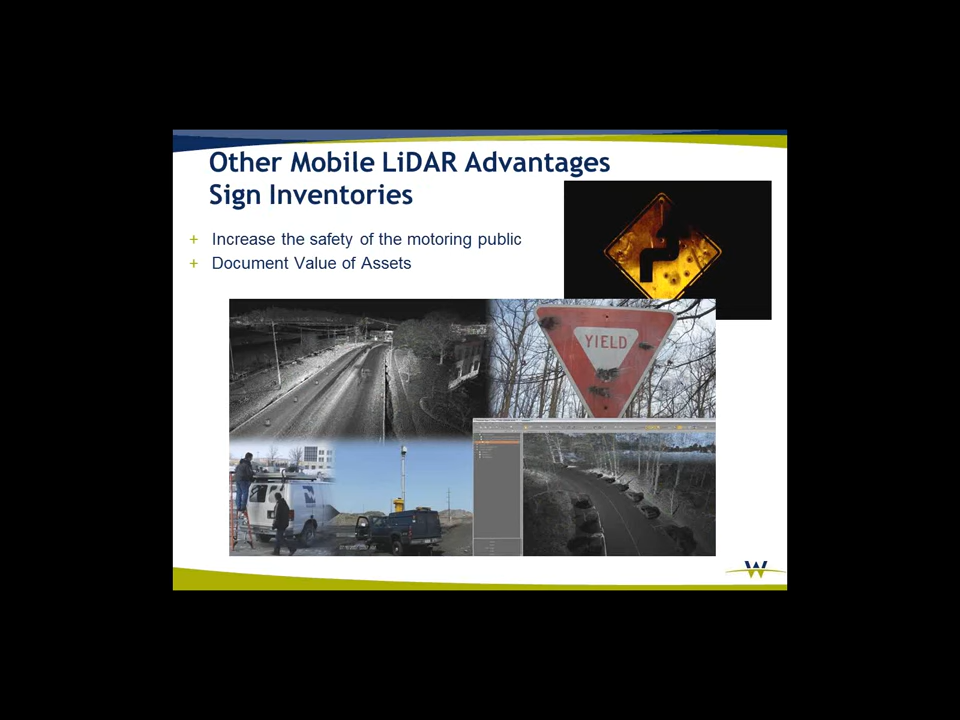 Other Mobile LiDAR Advantages
Sign Inventories
+ Increase the safety of the motoring public
+ Document Value of Assets
YIELD
W